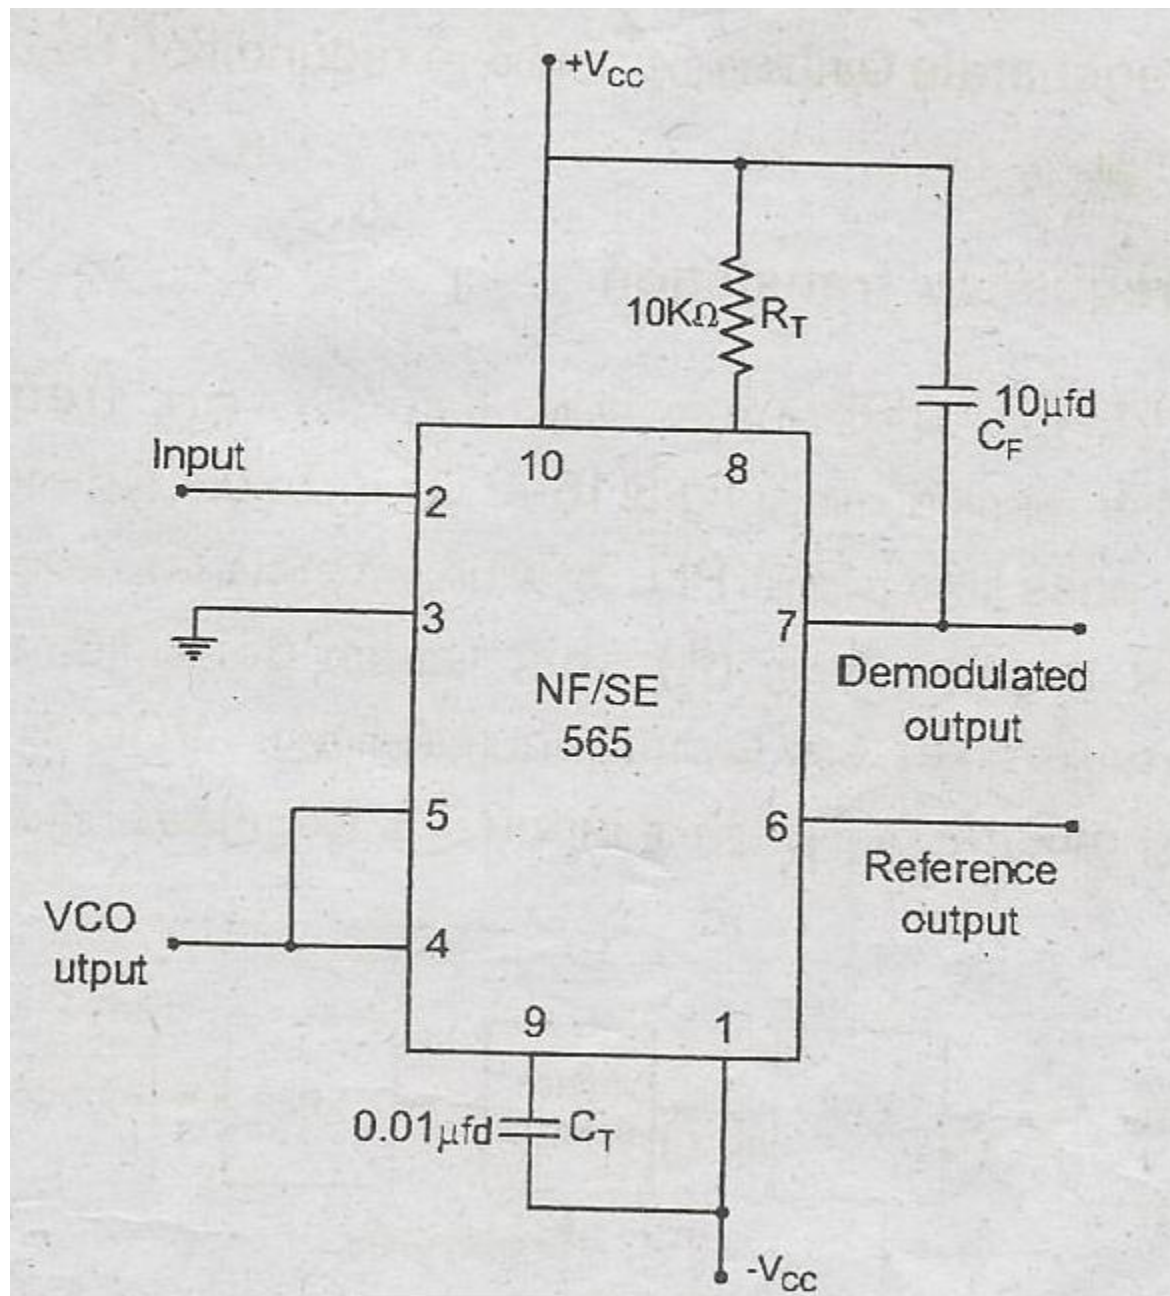 +VCC
10KΩ RT
10μfd
CF
Input
10
8
2
3
7
NF/SE
565
Demodulated
output
5
6
Reference
output
VCO
utput
4
9
1
0.01μfd CT
-VCC